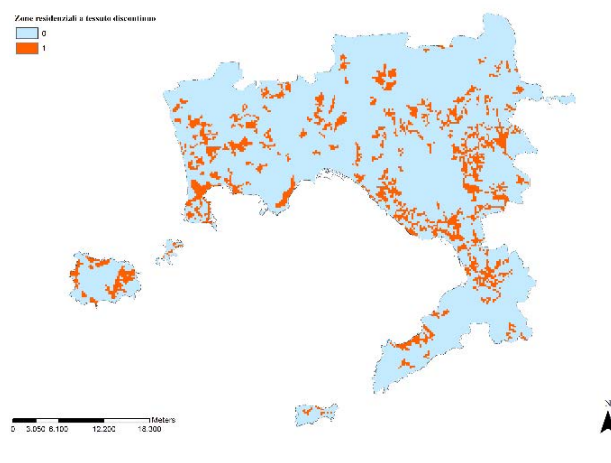 Zone residenziali a tessuto discontinuo
0
1
N
Meters
0 3.050 6.100 12.200 18.300